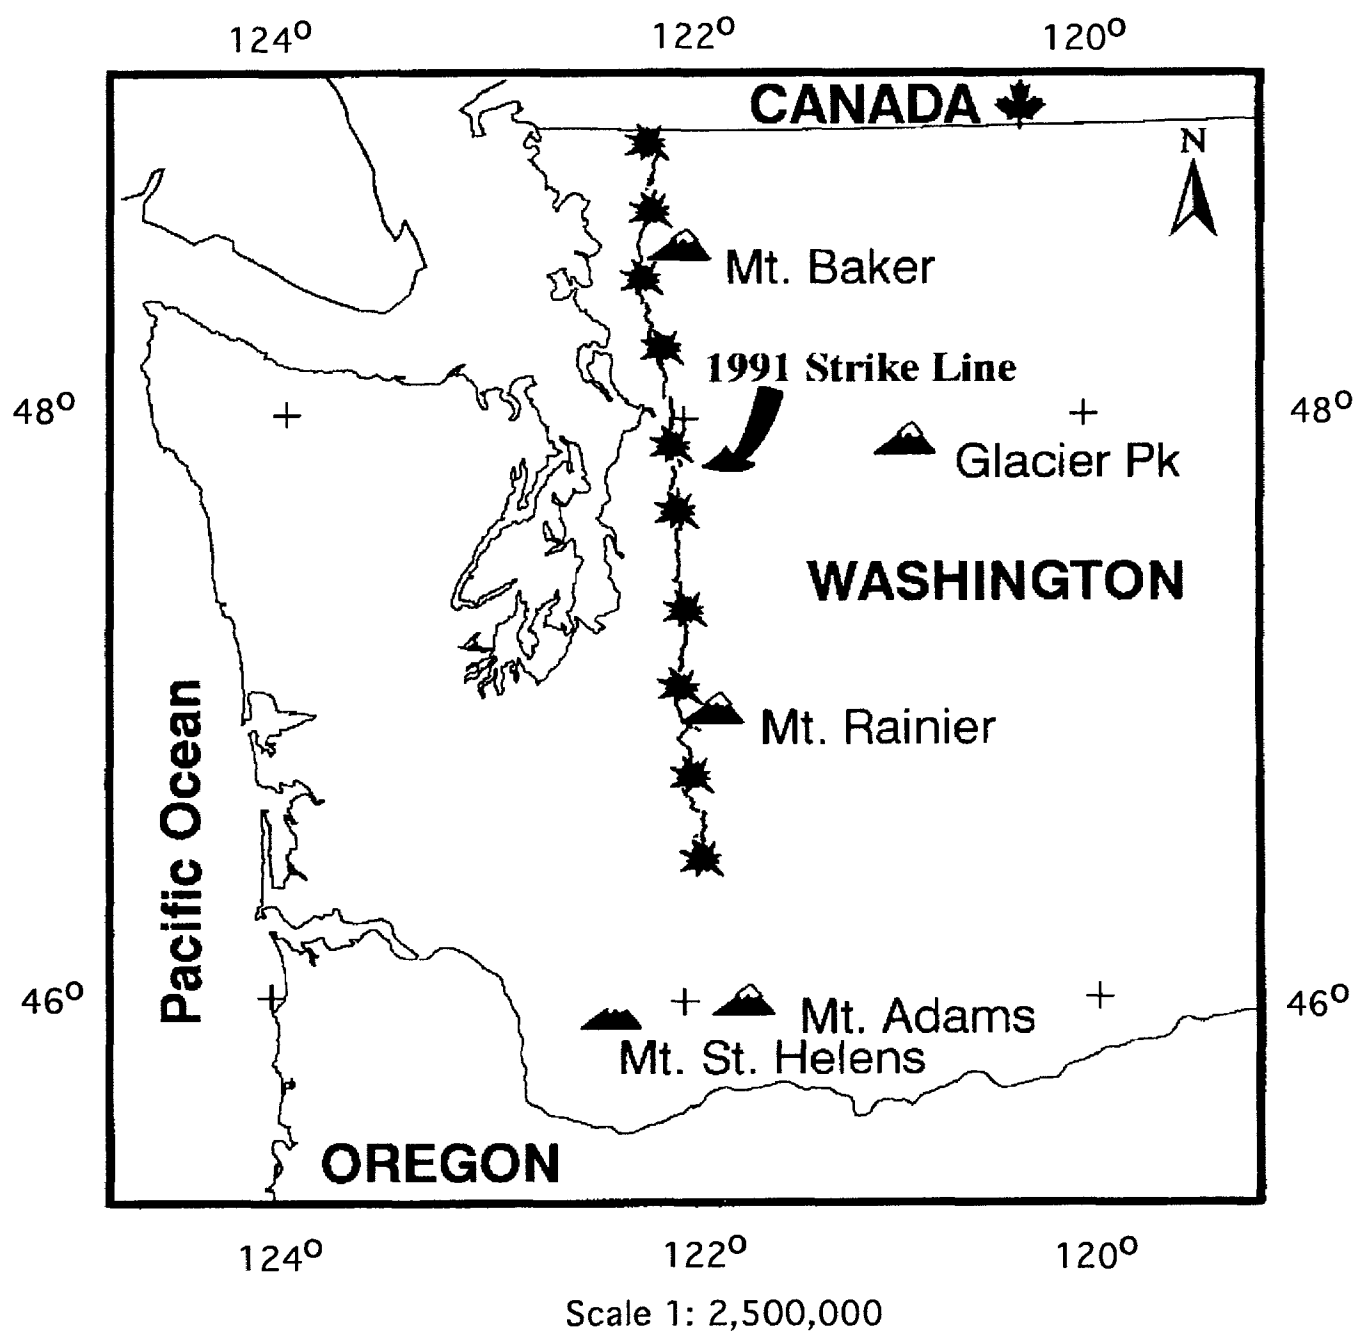 124° 122° 120°
CANADA
N
Mt. Baker
1991 Strike Line
48° 48°
Glacier Pk
WASHINGTON
Pacific Ocean
Mt. Rainier
46° 46°
Mt. Adams
Mt. St. Helens
OREGON
124° 122° 120°
Scale 1: 2,500,000